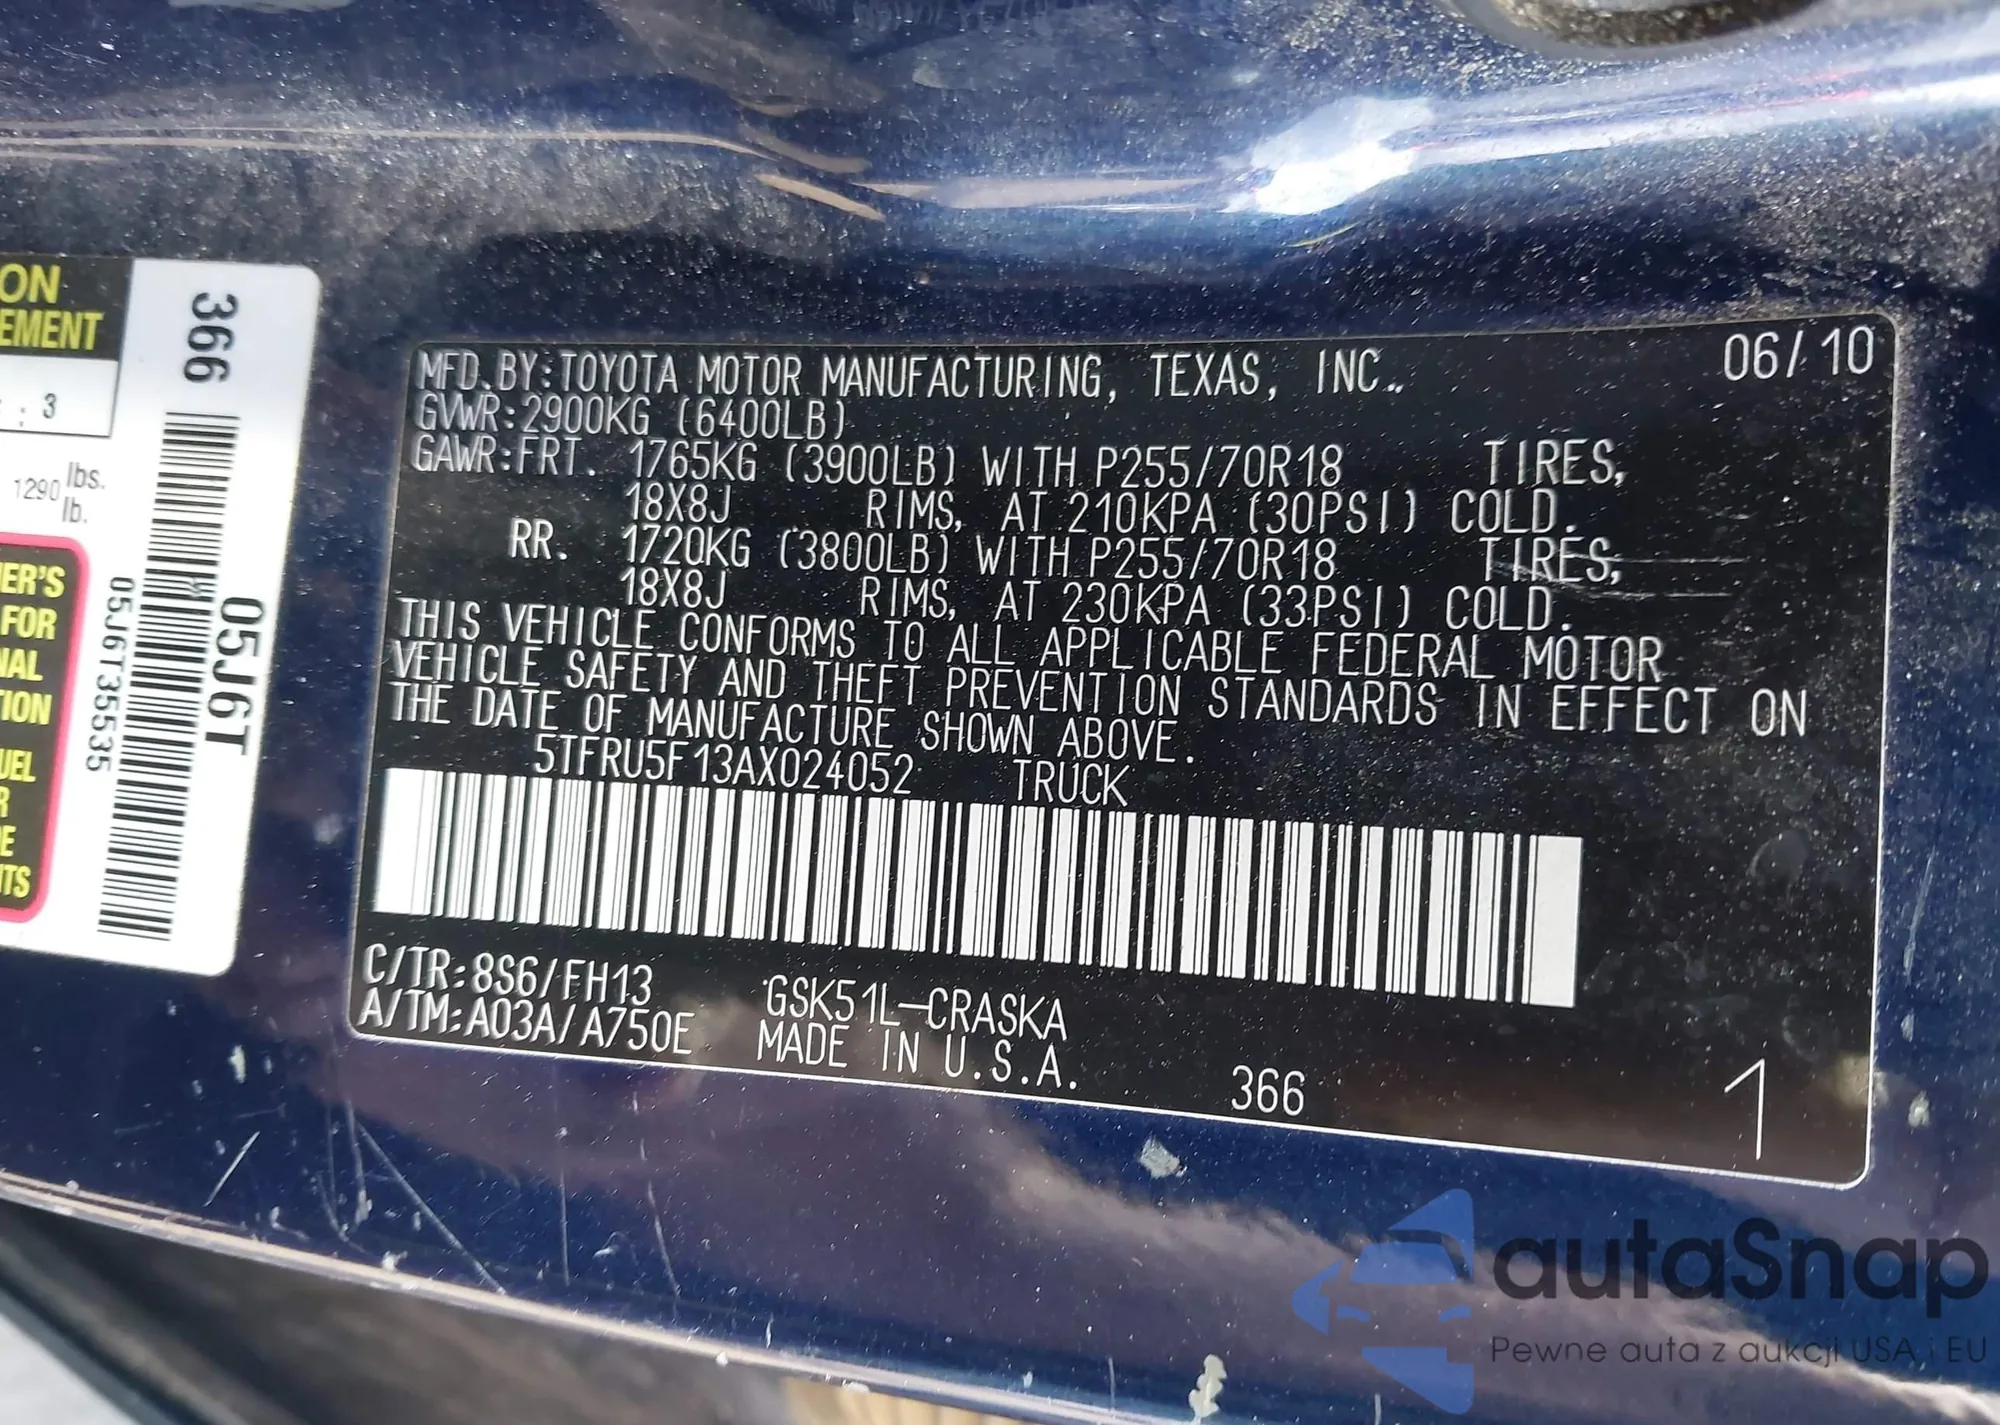 ON
EMENT
: 3
1290 lbs.
lb.
ER'S
FOR
NAL
ION
UEL
R
DE
NTS
366
05J6T
05J6T35535
06/10
MFD.BY:TOYOTA MOTOR MANUFACTURING, TEXAS, INC..
GVWR:2900KG (6400LB)
GAWR:FRT. 1765KG (3900LB) WITH P255/70R18 TIRES,
18X8J RIMS, AT 210KPA (30PSI) COLD.
RR. 1720KG (3800LB) WITH P255/70R18 TIRES,
18X8J RIMS, AT 230KPA (33PSI) COLD.
THIS VEHICLE CONFORMS TO ALL APPLICABLE FEDERAL MOTOR
VEHICLE SAFETY AND THEFT PREVENTION STANDARDS IN EFFECT ON
THE DATE OF MANUFACTURE SHOWN ABOVE.
5TFRU5F13AX024052 TRUCK
C/TR:8S6/FH13 GSK51L-CRASKA
A/TM:A03A/A750E MADE IN U.S.A.
366
1
autaSnap
Pewne auta z aukcji USA i EU